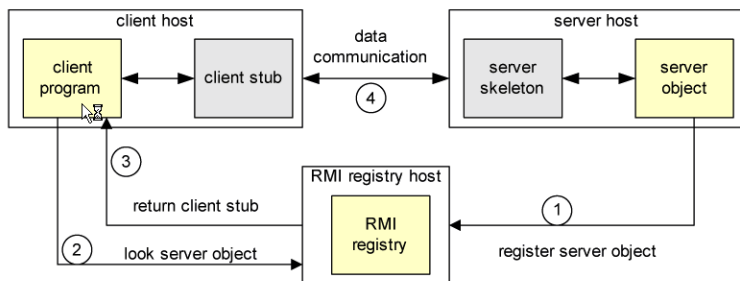 client host
server host
client
program
client stub
data
communication
4
server
skeleton
server
object
3
RMI registry host
return client stub
RMI
registry
1
2
look server object
register server object